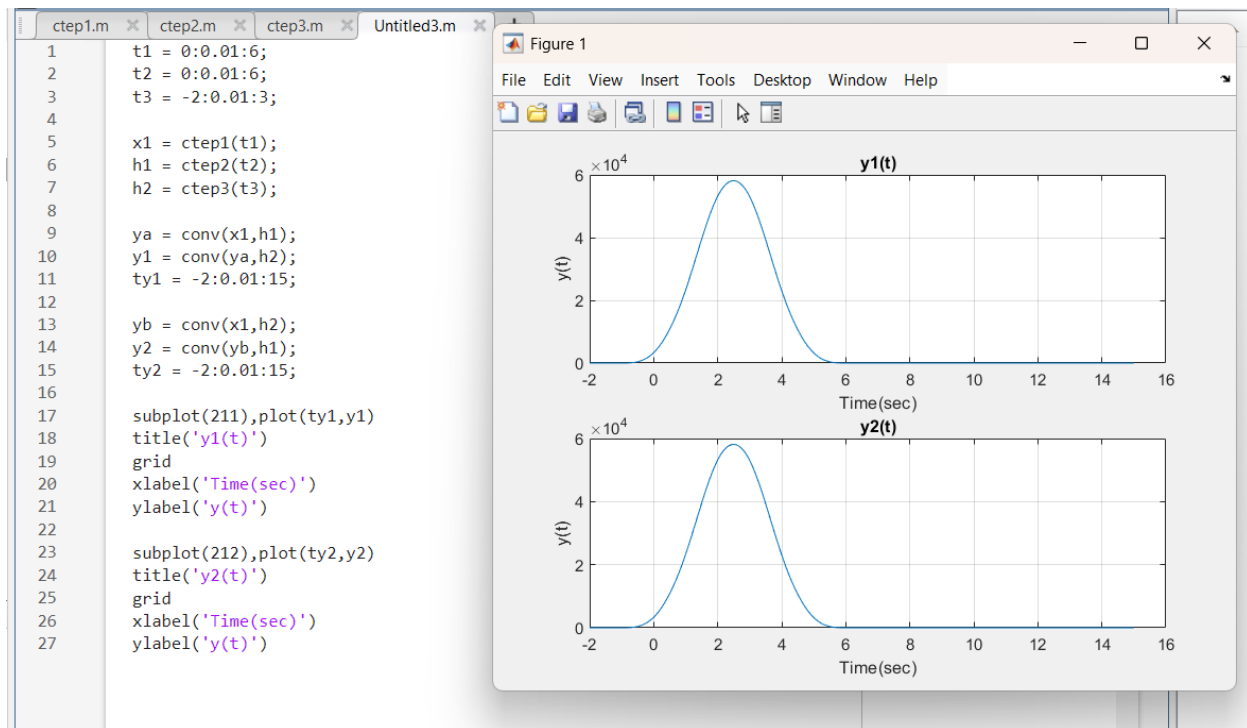 ctep1.m ctep2.m ctep3.m Untitled3.m
1 t1 = 0:0.01:6;
2 t2 = 0:0.01:6;
3 t3 = -2:0.01:3;
4
5 x1 = ctep1(t1);
6 h1 = ctep2(t2);
7 h2 = ctep3(t3);
8
9 ya = conv(x1,h1);
10 y1 = conv(ya,h2);
11 ty1 = -2:0.01:15;
12
13 yb = conv(x1,h2);
14 y2 = conv(yb,h1);
15 ty2 = -2:0.01:15;
16
17 subplot(211),plot(ty1,y1)
18 title('y1(t)')
19 grid
20 xlabel('Time(sec)')
21 ylabel('y(t)')
22
23 subplot(212),plot(ty2,y2)
24 title('y2(t)')
25 grid
26 xlabel('Time(sec)')
27 ylabel('y(t)')
Figure 1
File Edit View Insert Tools Desktop Window Help
×10^4
y1(t)
6
4
2
0
y(t)
-2 0 2 4 6 8 10 12 14 16
Time(sec)
×10^4
y2(t)
6
4
2
0
y(t)
-2 0 2 4 6 8 10 12 14 16
Time(sec)